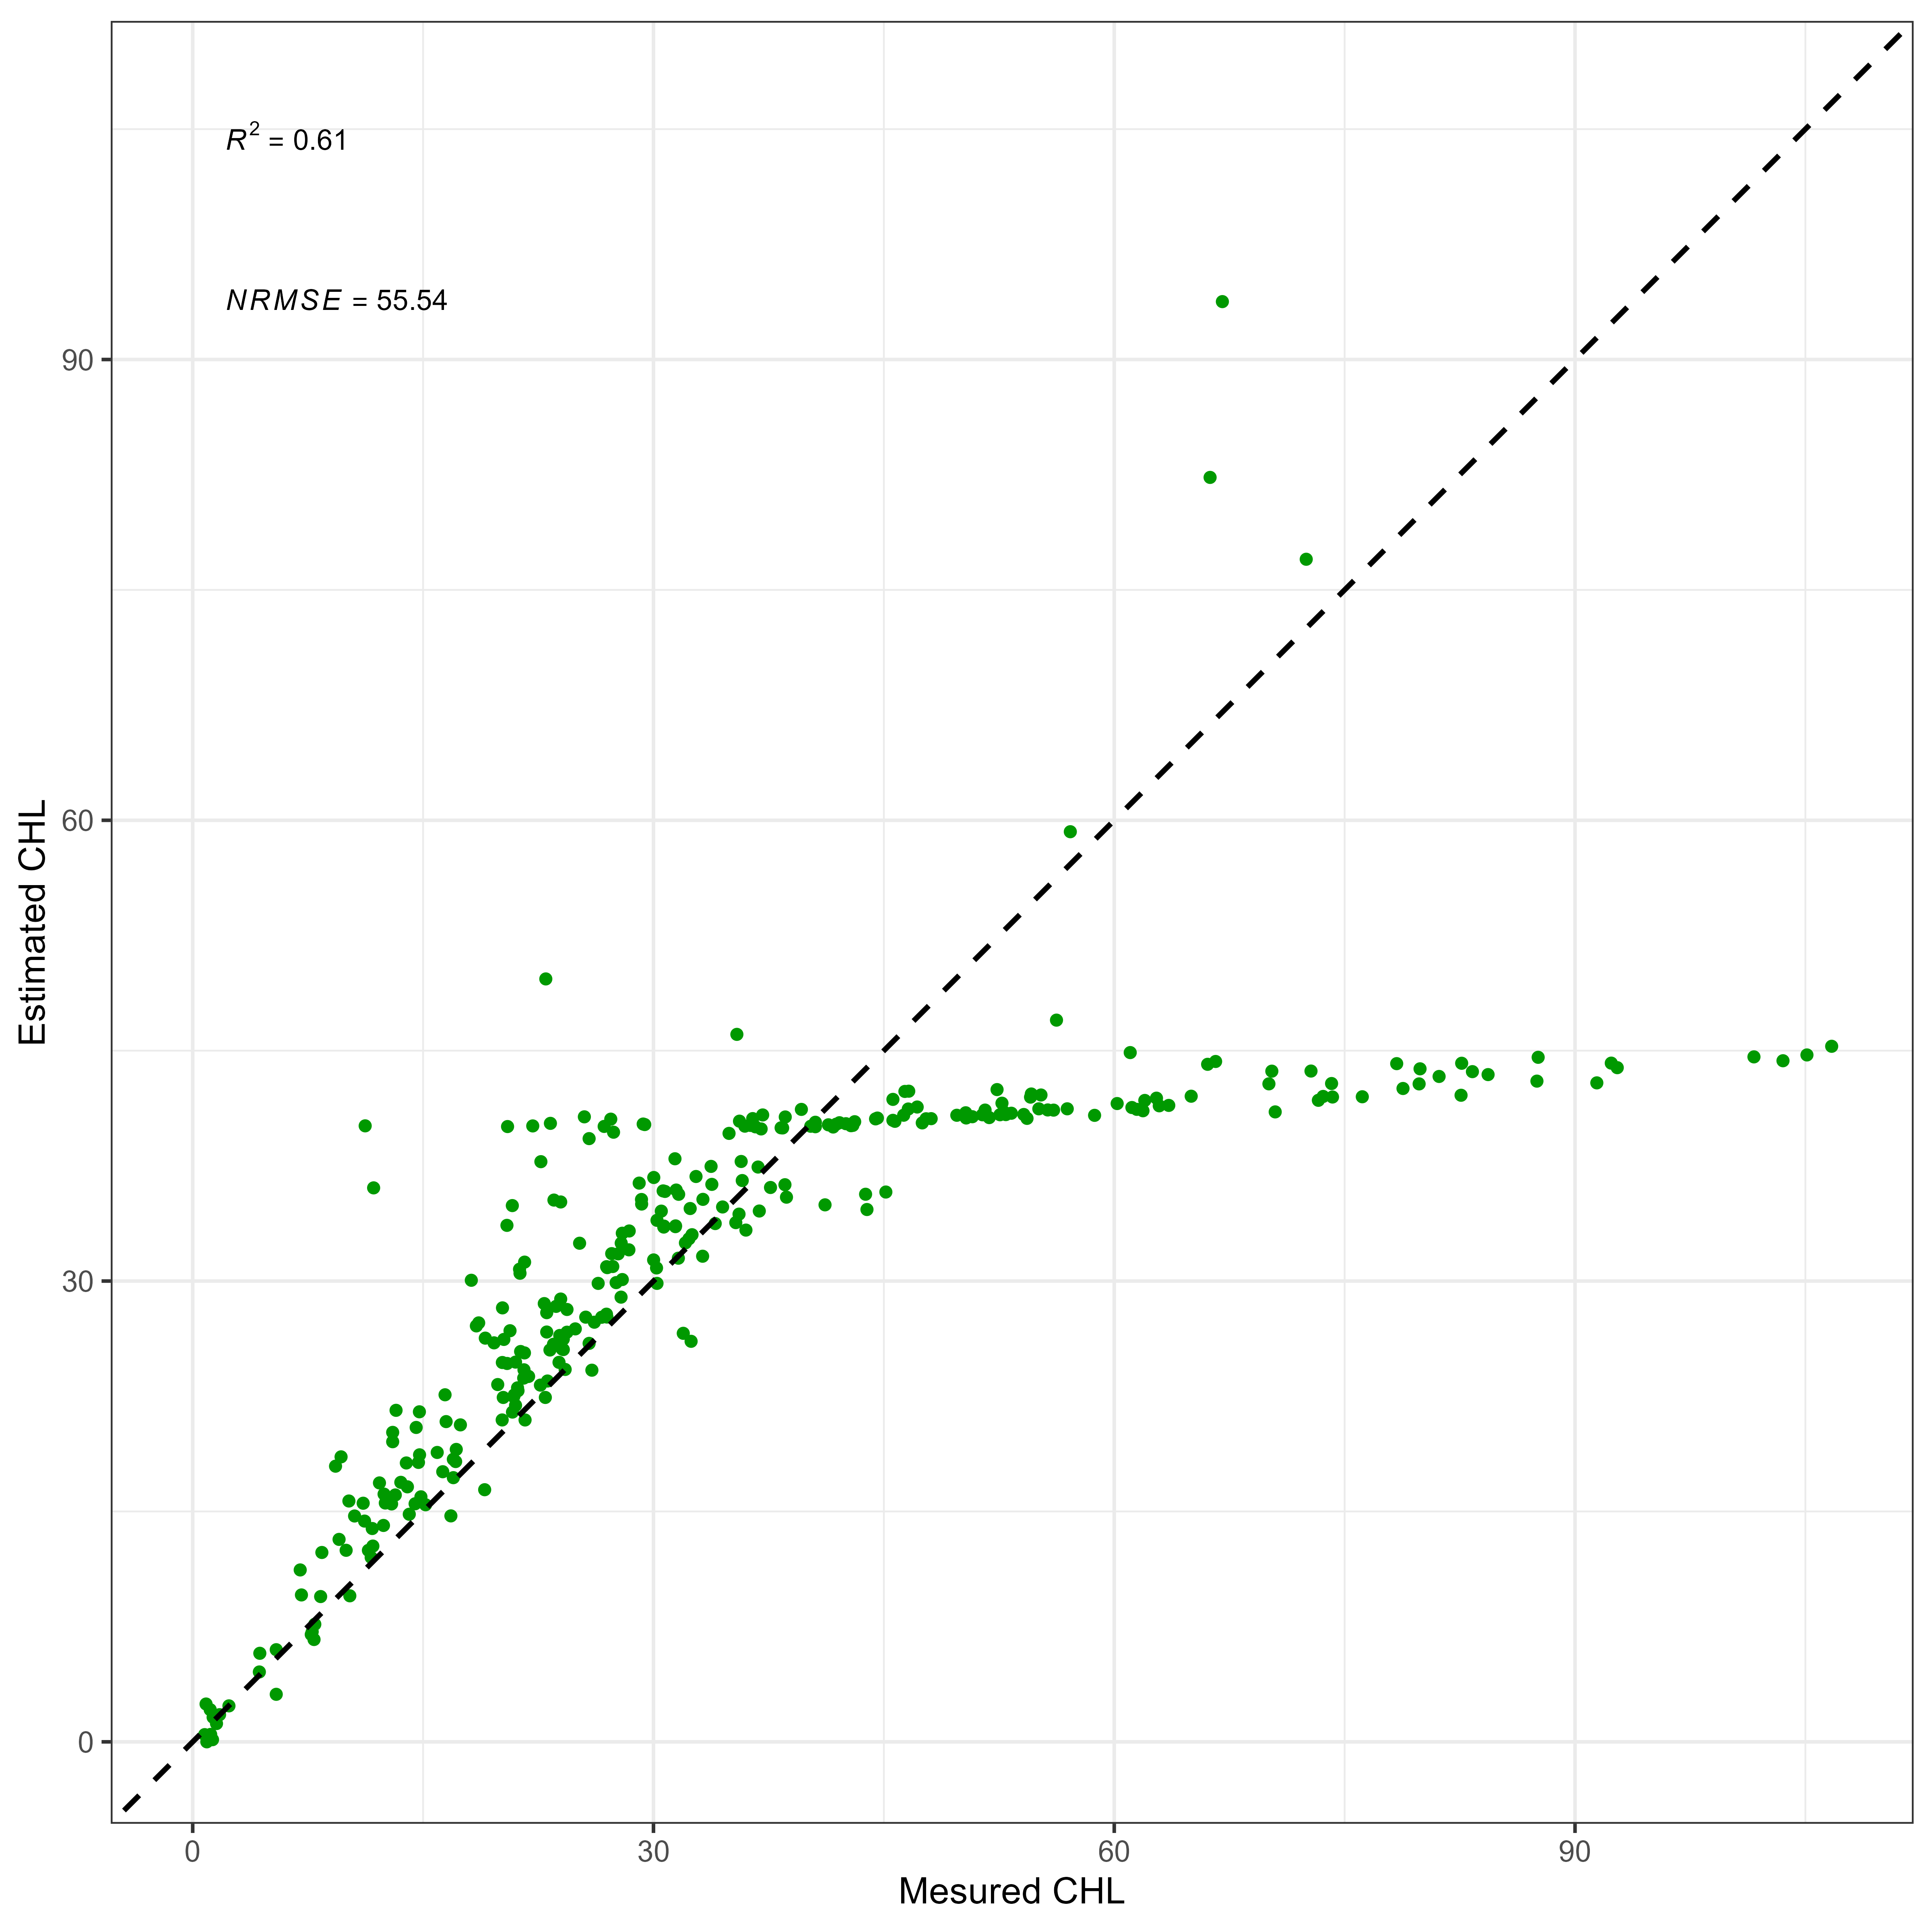 R2 = 0.61
NRMSE = 55.54
90
60
30
0
Estimated CHL
0 30 60 90
Mesured CHL